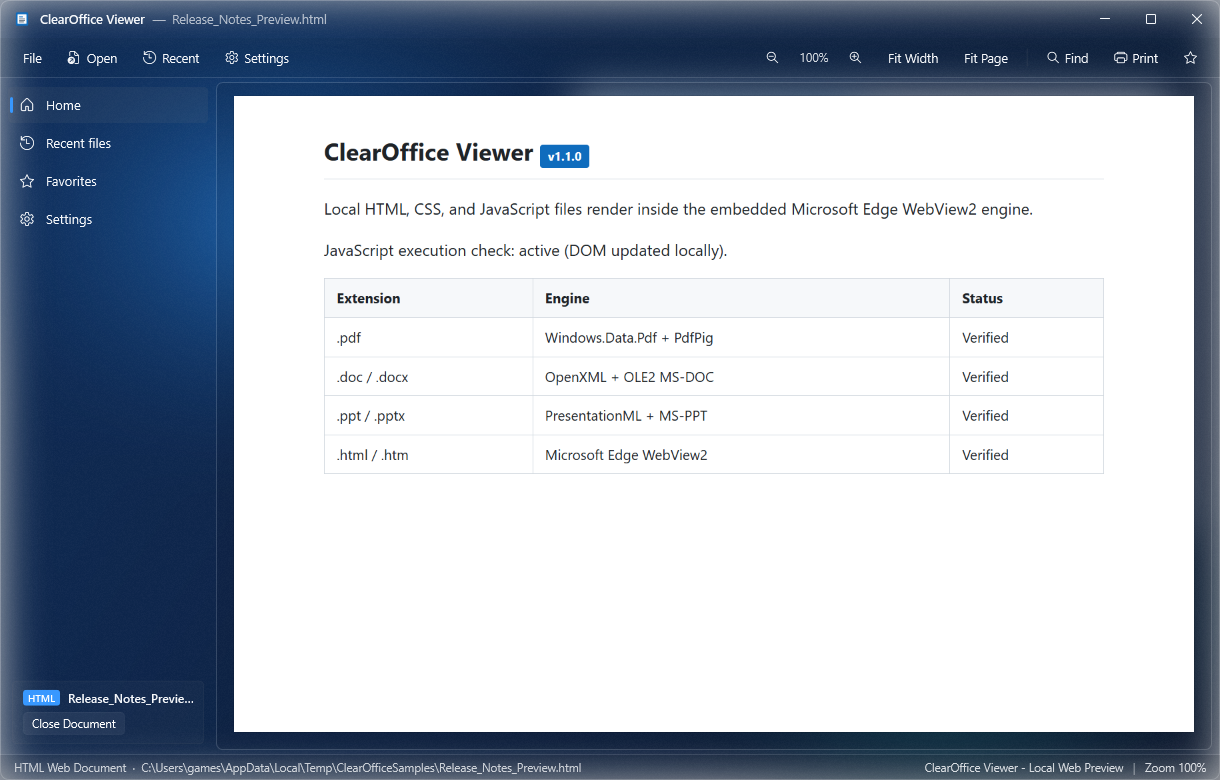 ClearOffice Viewer — Release_Notes_Preview.html
File Open Recent Settings 100% Fit Width Fit Page Find Print
Home
Recent files
Favorites
Settings
ClearOffice Viewer v1.1.0
Local HTML, CSS, and JavaScript files render inside the embedded Microsoft Edge WebView2 engine.
JavaScript execution check: active (DOM updated locally).
Extension Engine Status
.pdf Windows.Data.Pdf + PdfPig Verified
.doc / .docx OpenXML + OLE2 MS-DOC Verified
.ppt / .pptx PresentationML + MS-PPT Verified
.html / .htm Microsoft Edge WebView2 Verified
HTML Release_Notes_Previe...
Close Document
HTML Web Document · C:\Users\games\AppData\Local\Temp\ClearOfficeSamples\Release_Notes_Preview.html ClearOffice Viewer - Local Web Preview | Zoom 100%